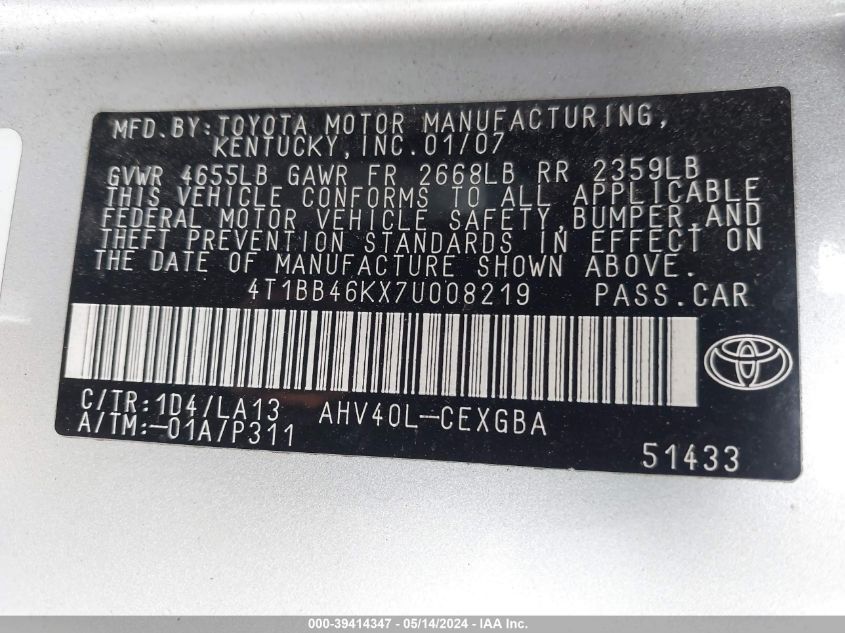 MFD. BY: TOYOTA MOTOR MANUFACTURING,
KENTUCKY, INC. 01/07
GVWR 4655LB GAWR FR 2668LB RR 2359LB
THIS VEHICLE CONFORMS TO ALL APPLICABLE
FEDERAL MOTOR VEHICLE SAFETY, BUMPER, AND
THEFT PREVENTION STANDARDS IN EFFECT ON
THE DATE OF MANUFACTURE SHOWN ABOVE.
4T1BB46KX7U008219 PASS. CAR
C/TR: 1D4/LA13 AHV40L-CEXGBA
A/TM: -01A/P311
51433
000-39414347 - 05/14/2024 - IAA Inc.